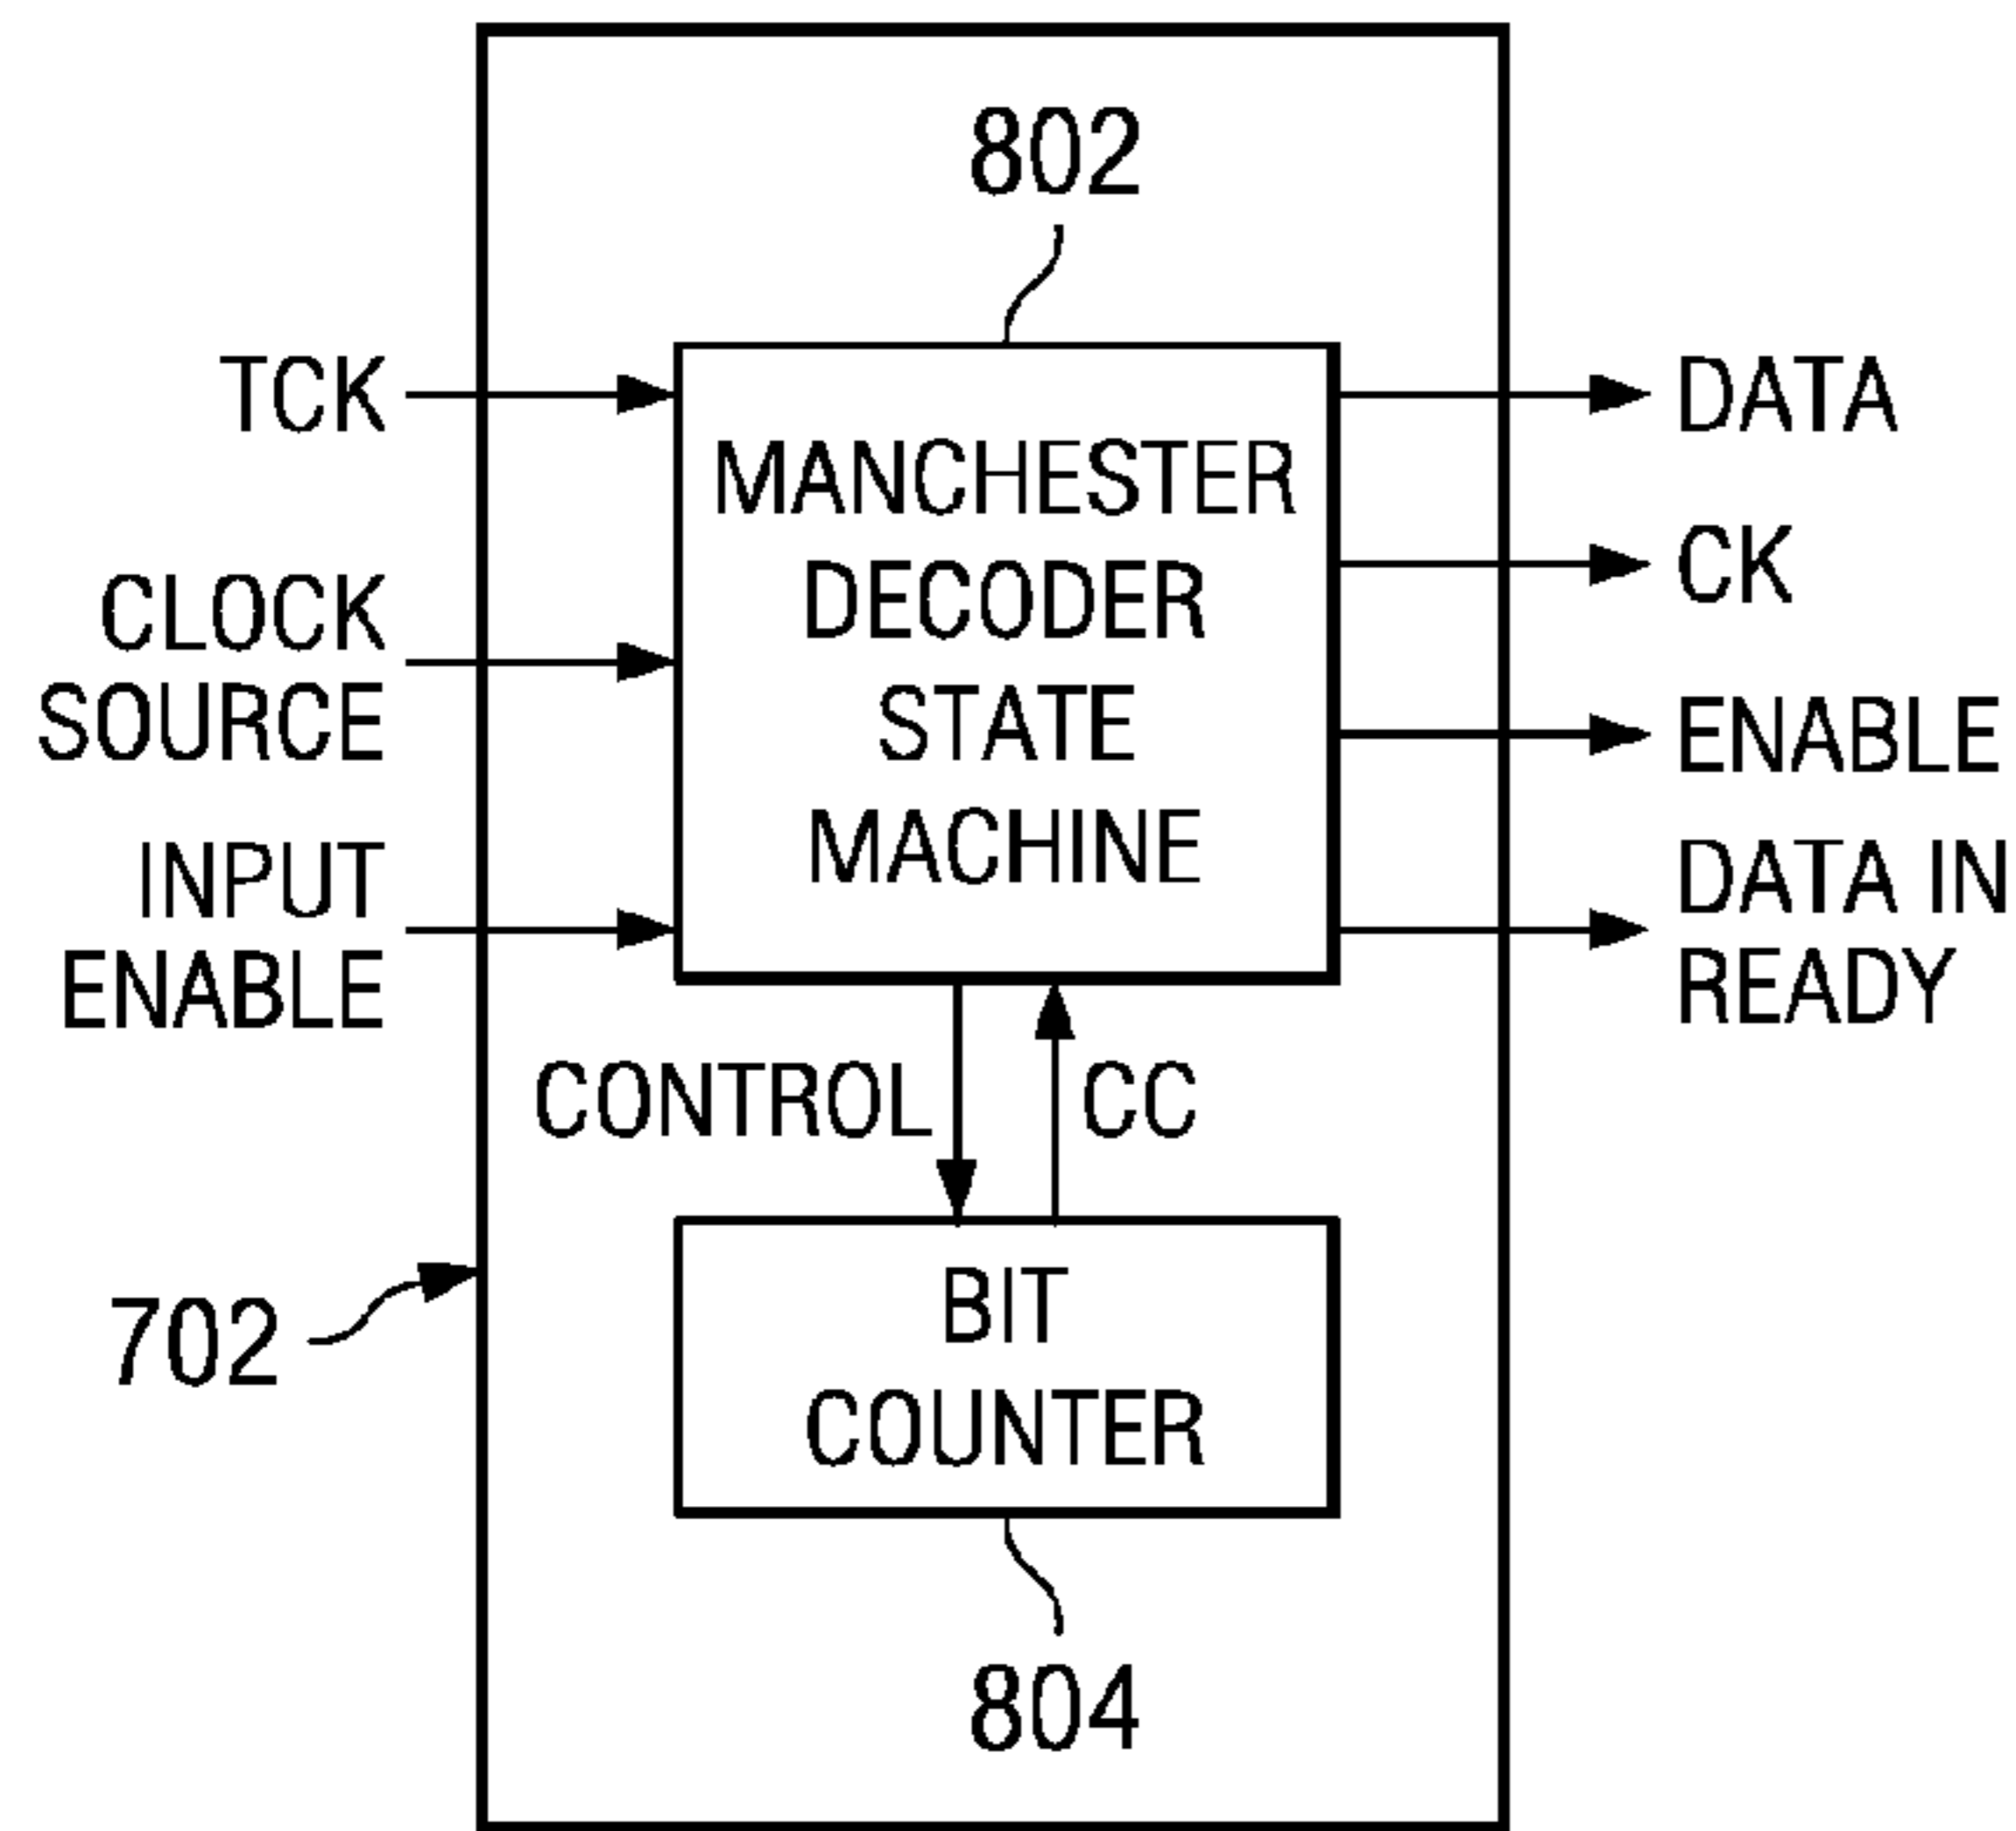 802
TCK
CLOCK
SOURCE
INPUT
ENABLE
MANCHESTER
DECODER
STATE
MACHINE
DATA
CK
ENABLE
DATA IN
READY
CONTROL
CC
702
BIT
COUNTER
804